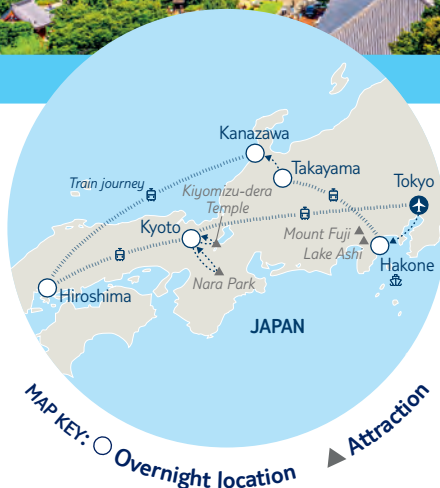 Kanazawa
Takayama
Train journey
Kiyomizu-dera
Temple
Tokyo
Kyoto
Mount Fuji
Lake Ashi
Hakone
Nara Park
Hiroshima
JAPAN
MAP KEY: Overnight location Attraction